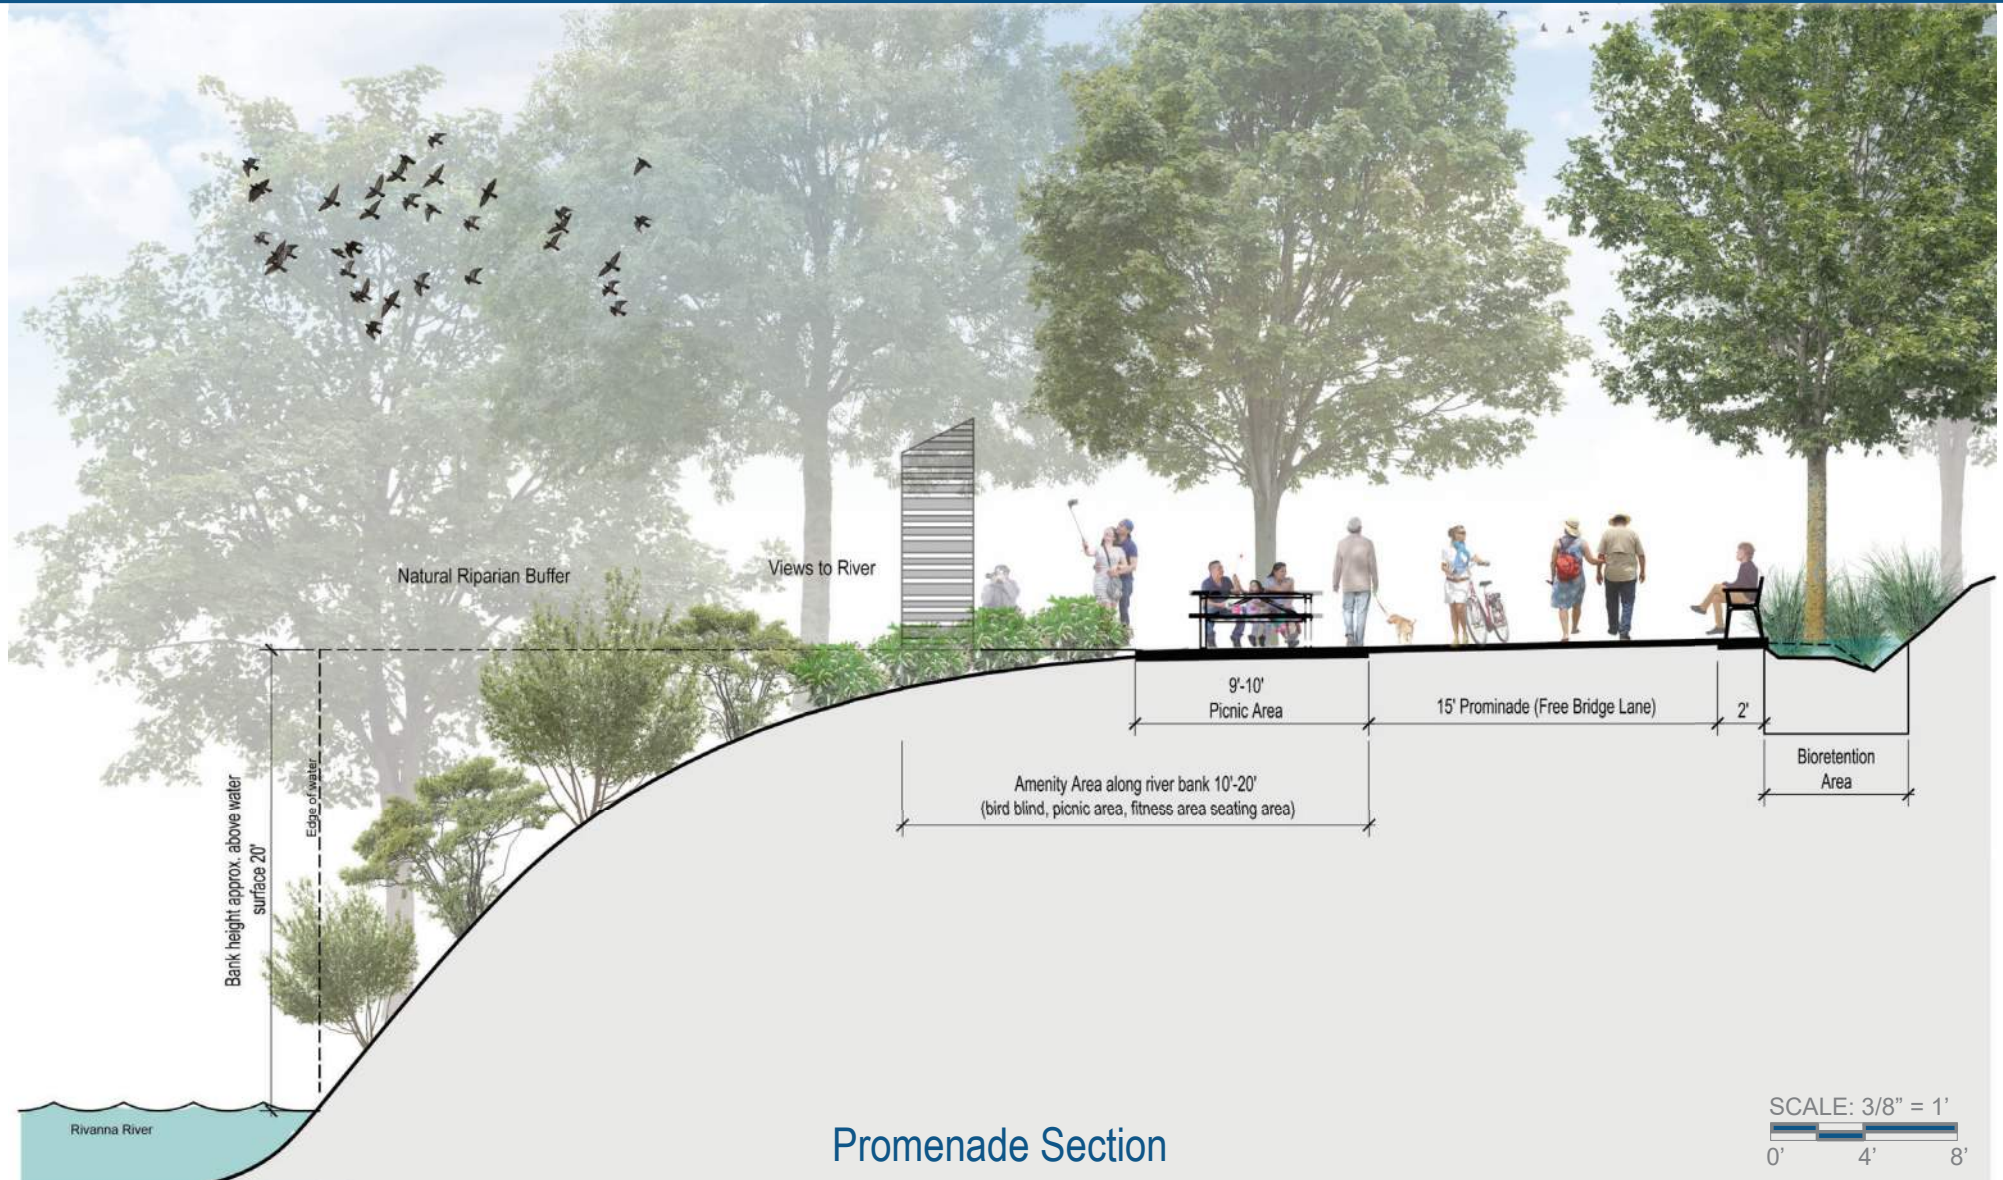 Natural Riparian Buffer
Views to River
Bank height approx. above water
surface 20'
Edge of water
9'-10'
Picnic Area
15' Prominade (Free Bridge Lane)
2'
Amenity Area along river bank 10'-20'
(bird blind, picnic area, fitness area seating area)
Bioretention
Area
Rivanna River
Promenade Section
SCALE: 3/8” = 1’
0’ 4’ 8’